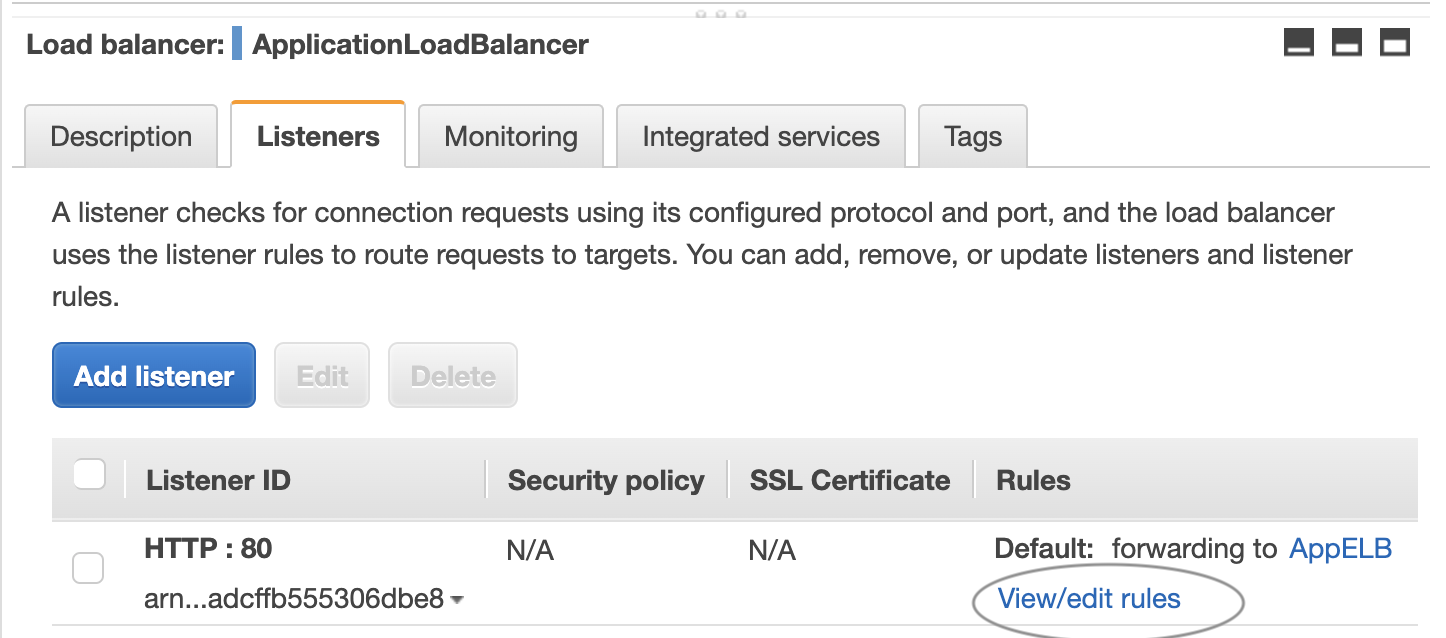 Load balancer: ApplicationLoadBalancer
Description Listeners Monitoring Integrated services Tags
A listener checks for connection requests using its configured protocol and port, and the load balancer
uses the listener rules to route requests to targets. You can add, remove, or update listeners and listener
rules.
Add listener Edit Delete
Listener ID Security policy SSL Certificate Rules
HTTP : 80 N/A N/A Default: forwarding to AppELB
arn...adcffb555306dbe8 View/edit rules